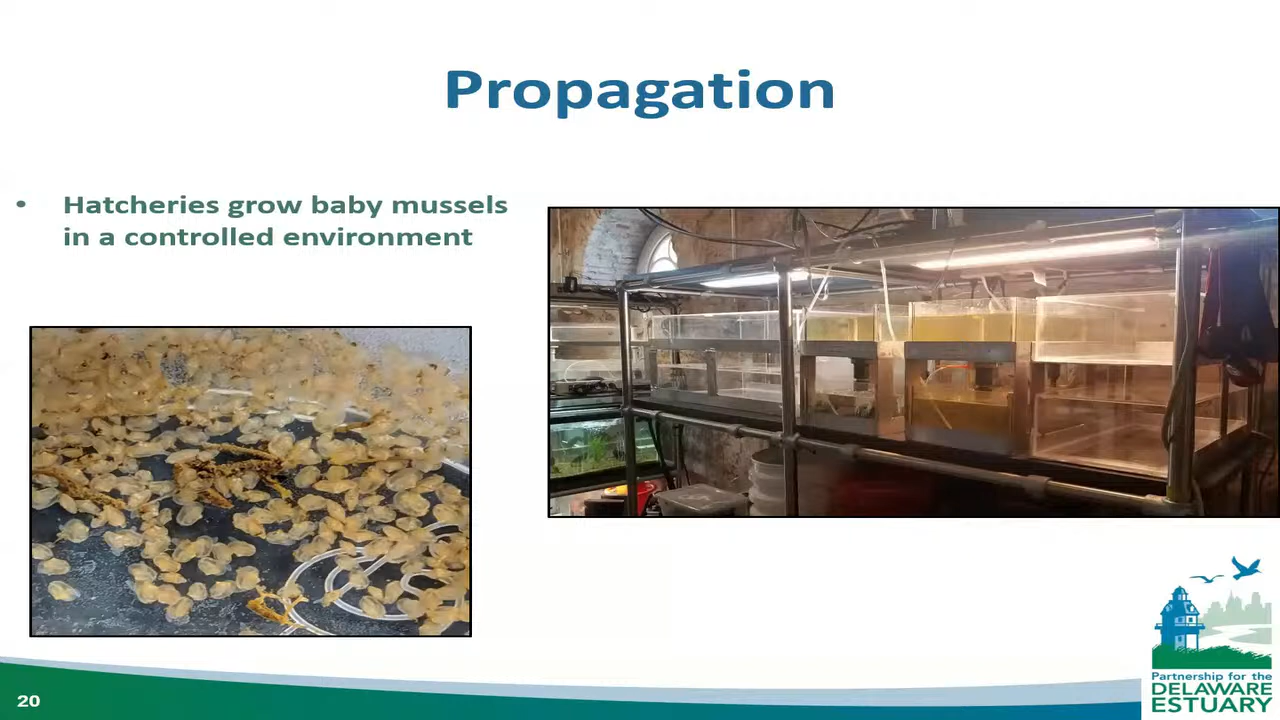 Propagation
• Hatcheries grow baby mussels
in a controlled environment
20
Partnership for the
DELAWARE
ESTUARY